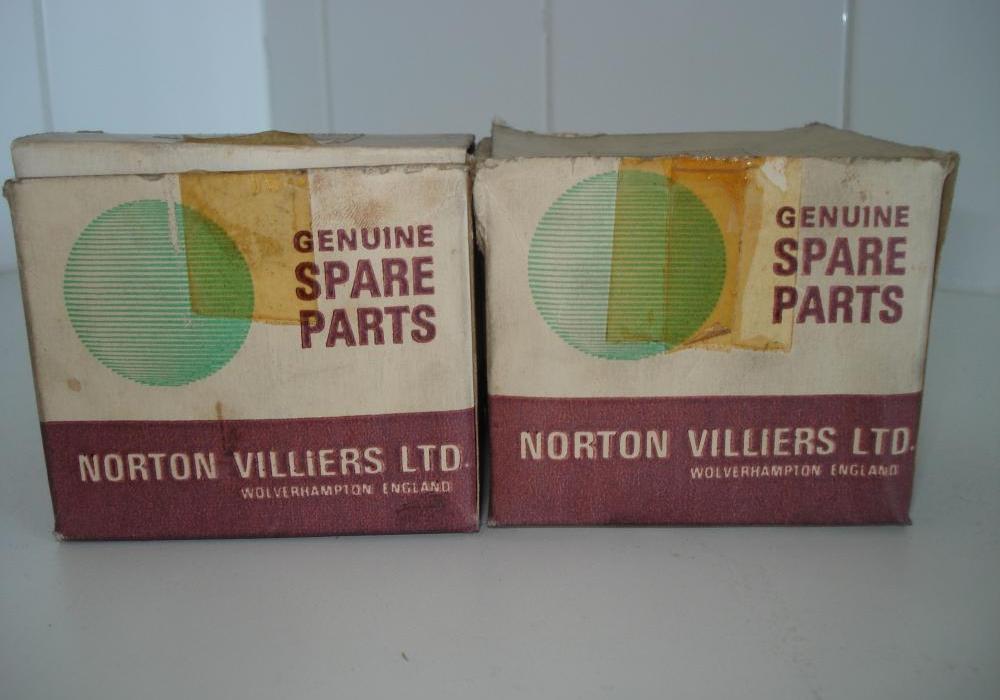 GENUINE
SPARE
PARTS
NORTON VILLIERS LTD.
WOLVERHAMPTON ENGLAND
GENUINE
SPARE
PARTS
NORTON VILLIERS LTD.
WOLVERHAMPTON ENGLAND